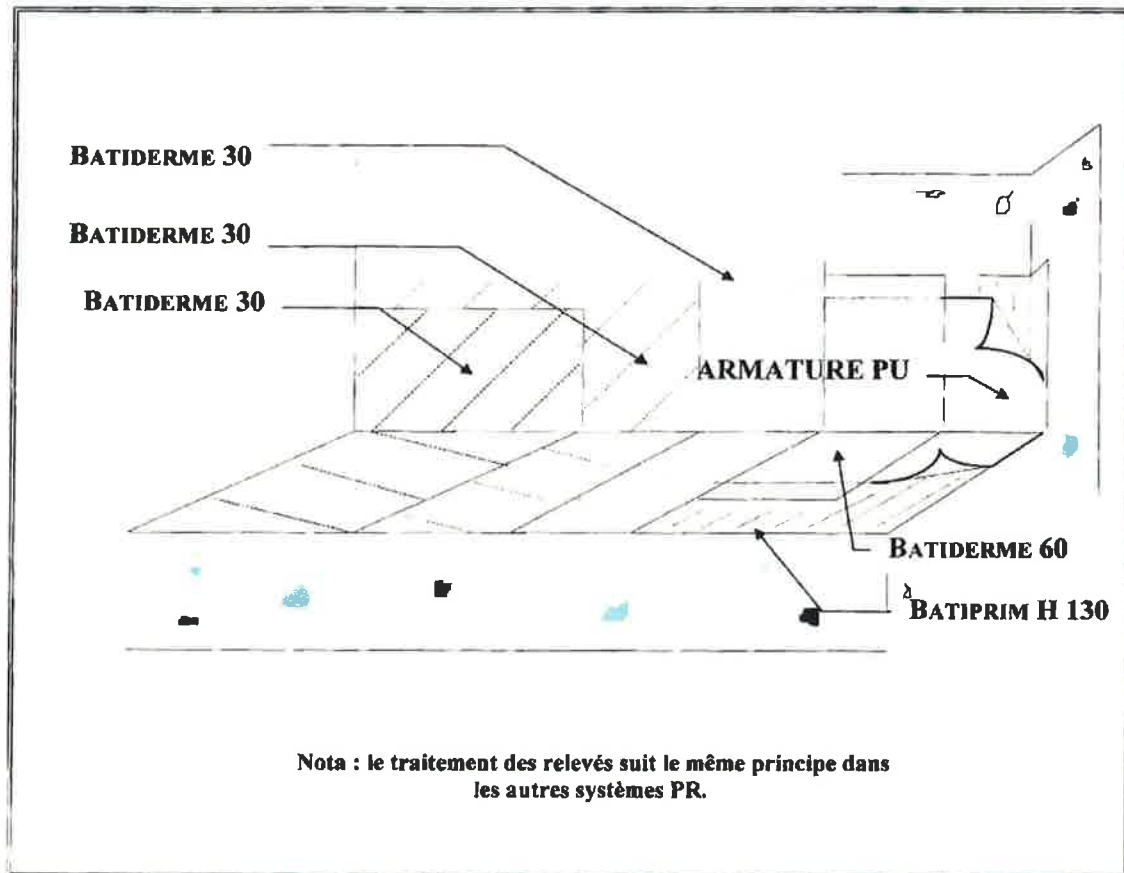 BATIDERME 30
BATIDERME 30
BATIDERME 30
ARMATURE PU
BATIDERME 60
BATIPRIM H 130
Nota : le traitement des relevés suit le même principe dans
les autres systèmes PR.